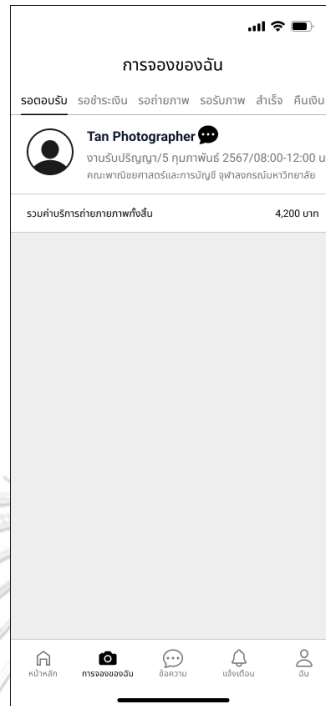 การจองของฉัน
รอตอบรับ รอชำระเงิน รอถ่ายภาพ รอรับภาพ สำเร็จ คืนเงิน
Tan Photographer
งานรับปริญญา/5 กุมภาพันธ์ 2567/08:00-12:00 น
คณะพาณิชยศาสตร์และการบัญชี จุฬาลงกรณ์มหาวิทยาลัย
รวมค่าบริการถ่ายภายภาพทั้งสิ้น 4,200 บาท
หน้าหลัก การจองของฉัน ข้อความ แจ้งเตือน ฉัน